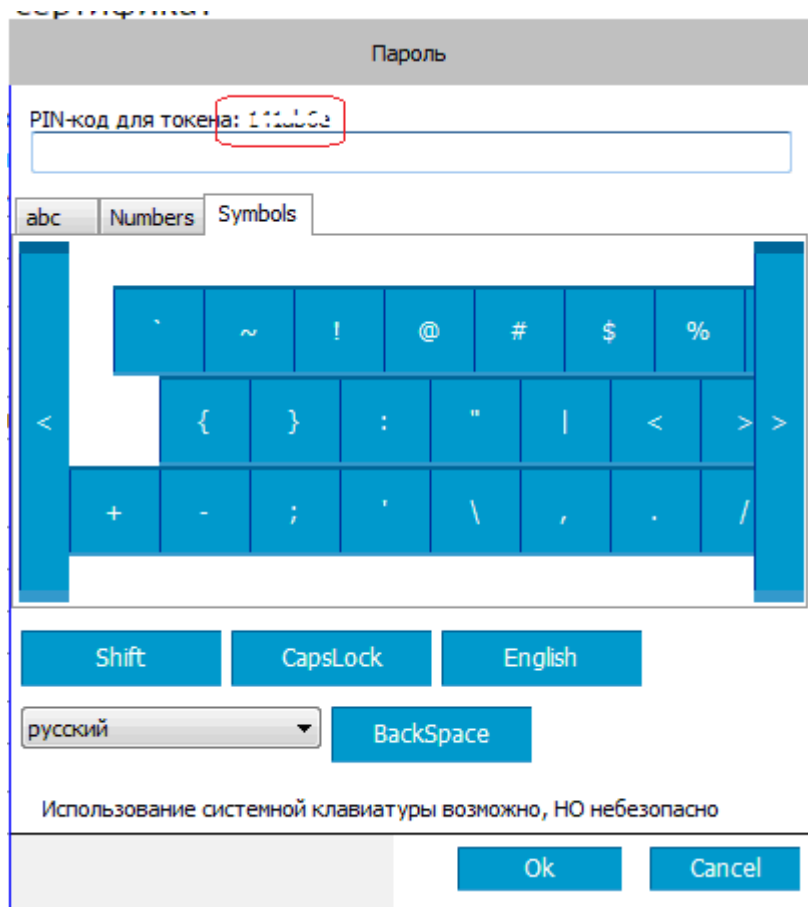 Пароль
PIN-код для токена:
abc Numbers Symbols
` ~ ! @ # $ %
< { } : " | < > >
+ - ; ' \ , . /
Shift CapsLock English
русский BackSpace
Использование системной клавиатуры возможно, НО небезопасно
Ok Cancel